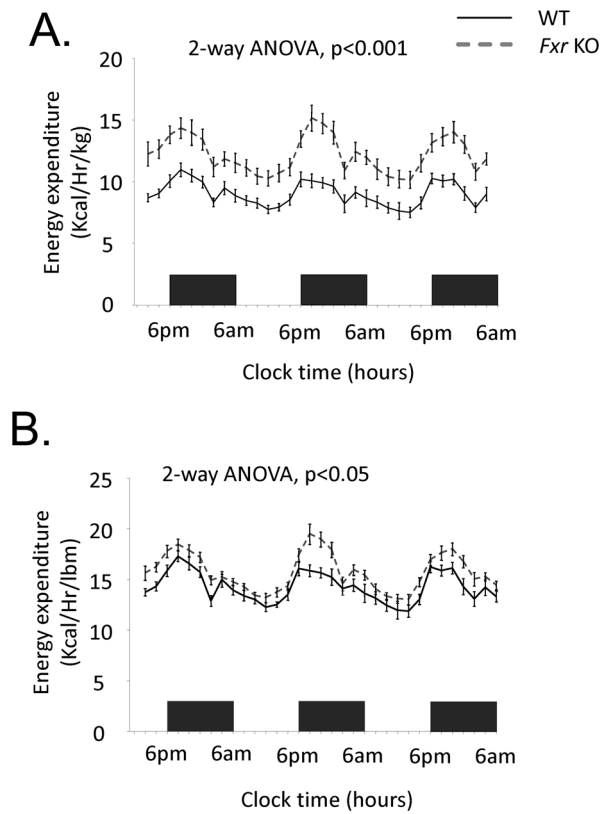 A.
WT
Fxr KO
2-way ANOVA, p<0.001
Energy expenditure
(Kcal/Hr/kg)
20
15
10
5
0
6pm 6am 6pm 6am 6pm 6am
Clock time (hours)
B.
2-way ANOVA, p<0.05
Energy expenditure
(Kcal/Hr/lbm)
25
20
15
10
5
0
6pm 6am 6pm 6am 6pm 6am
Clock time (hours)